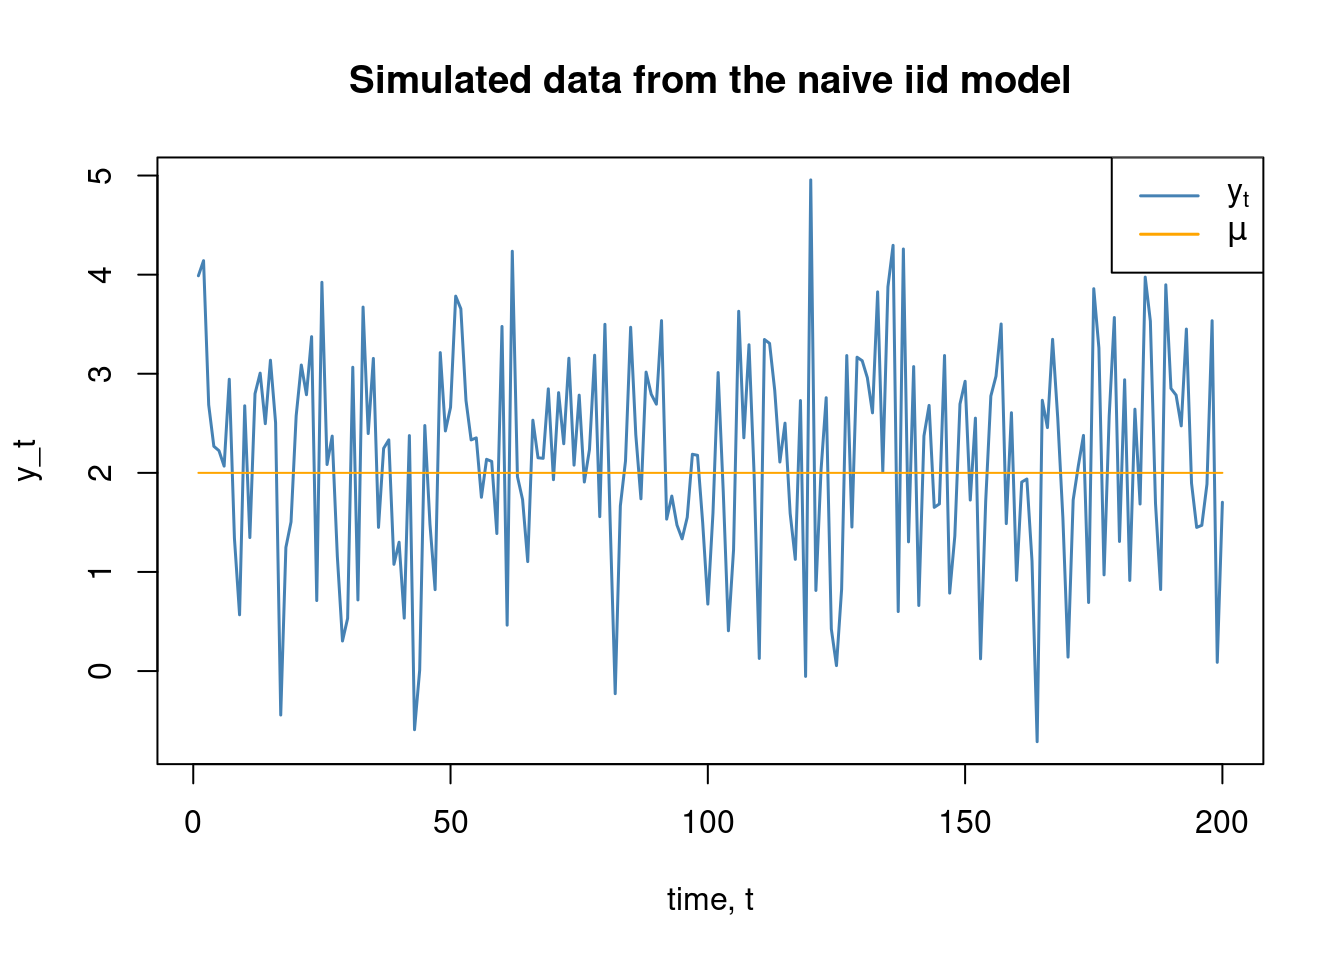 Simulated data from the naive iid model
y_t
5
4
3
2
1
0
yₜ
μ
0 50 100 150 200
time, t